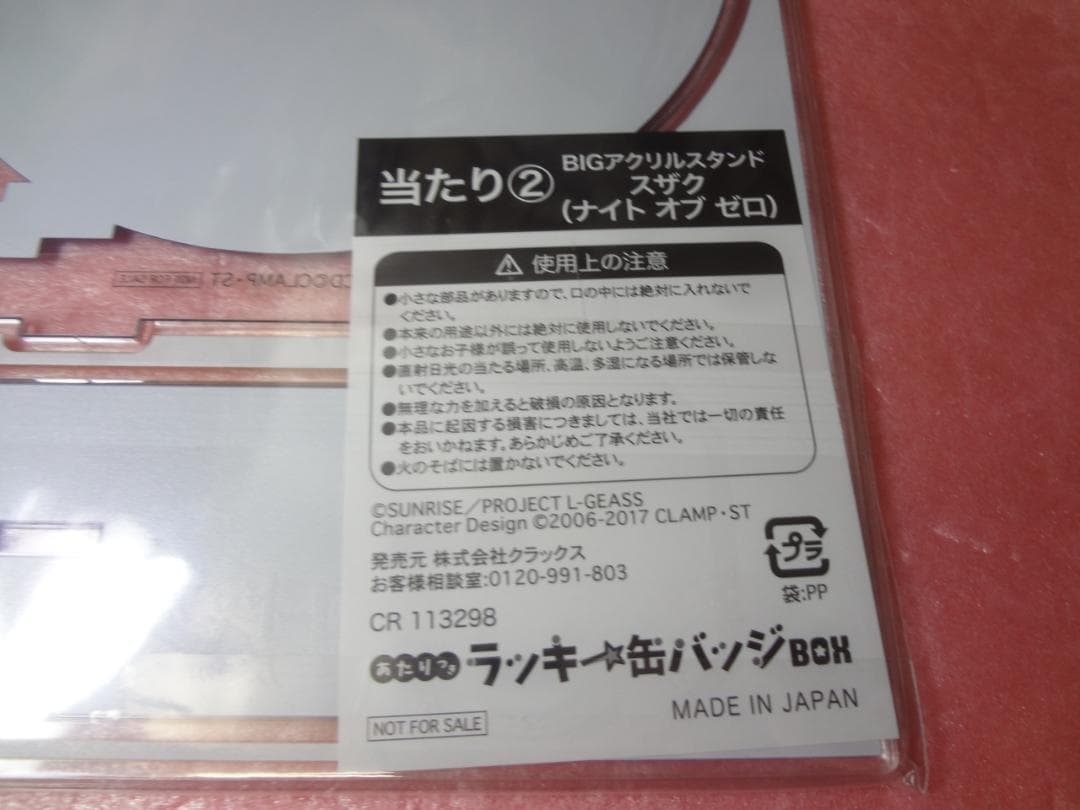 当たり②
BIGアクリルスタンド
スザク
(ナイト オブ ゼロ)
⚠ 使用上の注意
●小さな部品がありますので、口の中には絶対に入れないで
ください。
●本来の用途以外には絶対に使用しないでください。
●小さなお子様が誤って使用しないようご注意ください。
●直射日光の当たる場所、高温、多湿になる場所では保管しな
いでください。
●無理な力を加えると破損の原因となります。
●本品に起因する損害につきましては、当社では一切の責任
をおいかねます。あらかじめご了承ください。
●火のそばには置かないでください。
©SUNRISE/PROJECT L-GEASS
Character Design ©2006-2017 CLAMP・ST
発売元 株式会社クラックス
お客様相談室:0120-991-803
プラ
袋:PP
CR 113298
あたりつき ラッキー☆缶バッジBOX
NOT FOR SALE
MADE IN JAPAN
NOT FOR SALE
CLAMP・ST